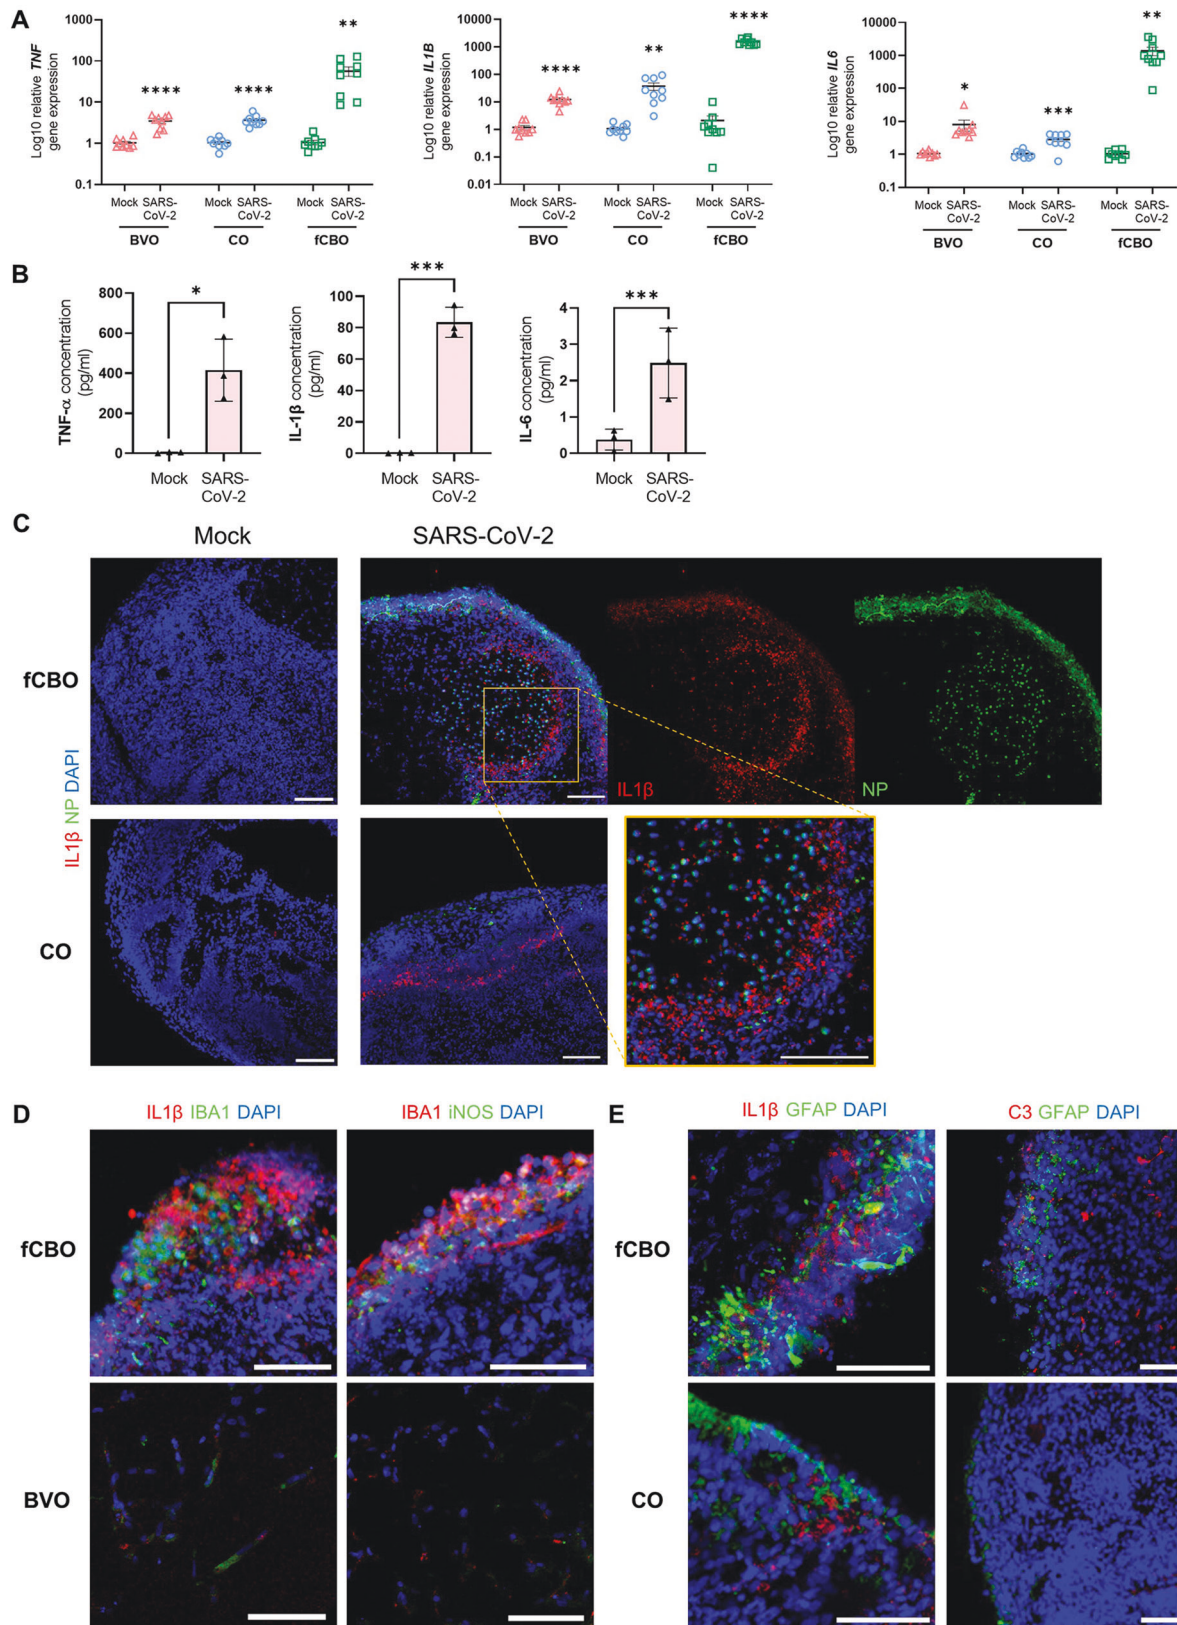 A
Log10 relative TNF
gene expression
1000
100
10
1
0.1
****
****
**
Mock SARS-CoV-2
Mock SARS-CoV-2
Mock SARS-CoV-2
BVO
CO
fCBO
Log10 relative IL1B
gene expression
10000
1000
100
10
1
0.1
0.01
****
**
****
Mock SARS-CoV-2
Mock SARS-CoV-2
Mock SARS-CoV-2
BVO
CO
fCBO
Log10 relative IL6
gene expression
10000
1000
100
10
1
0.1
*
***
**
Mock SARS-CoV-2
Mock SARS-CoV-2
Mock SARS-CoV-2
BVO
CO
fCBO
B
TNF-α concentration
(pg/ml)
800
600
400
200
0
*
Mock
SARS-
CoV-2
IL-1β concentration
(pg/ml)
100
80
60
40
20
0
***
Mock
SARS-
CoV-2
IL-6 concentration
(pg/ml)
4
3
2
1
0
***
Mock
SARS-
CoV-2
C
Mock
SARS-CoV-2
fCBO
IL1β NP DAPI
IL1β
NP
CO
D
IL1β IBA1 DAPI
IBA1 iNOS DAPI
fCBO
BVO
E
IL1β GFAP DAPI
C3 GFAP DAPI
fCBO
CO